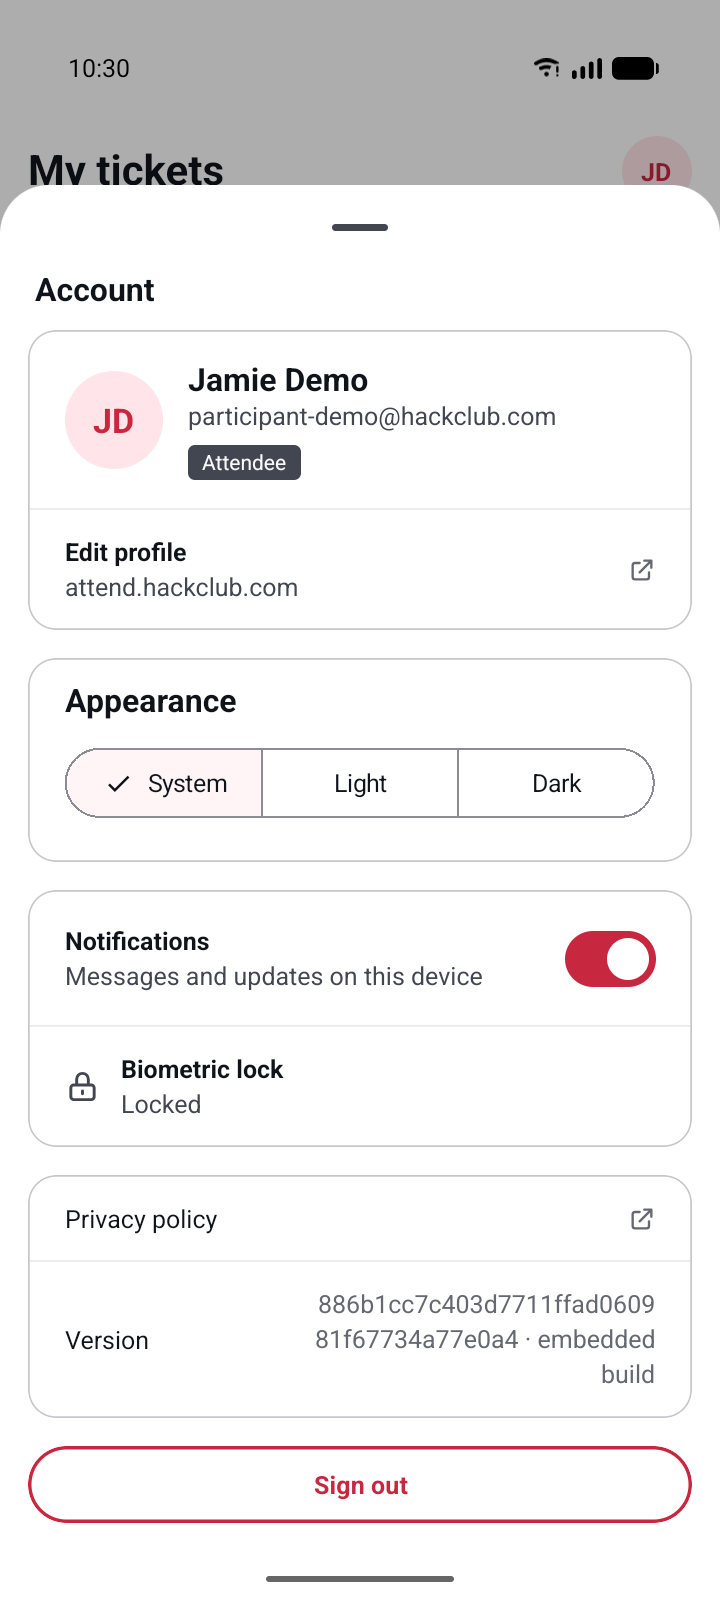 10:30
My tickets
JD
Account
JD
Jamie Demo
participant-demo@hackclub.com
Attendee
Edit profile
attend.hackclub.com
Appearance
System
Light
Dark
Notifications
Messages and updates on this device
Biometric lock
Locked
Privacy policy
Version
886b1cc7c403d7711ffad0609
81f67734a77e0a4 · embedded
build
Sign out